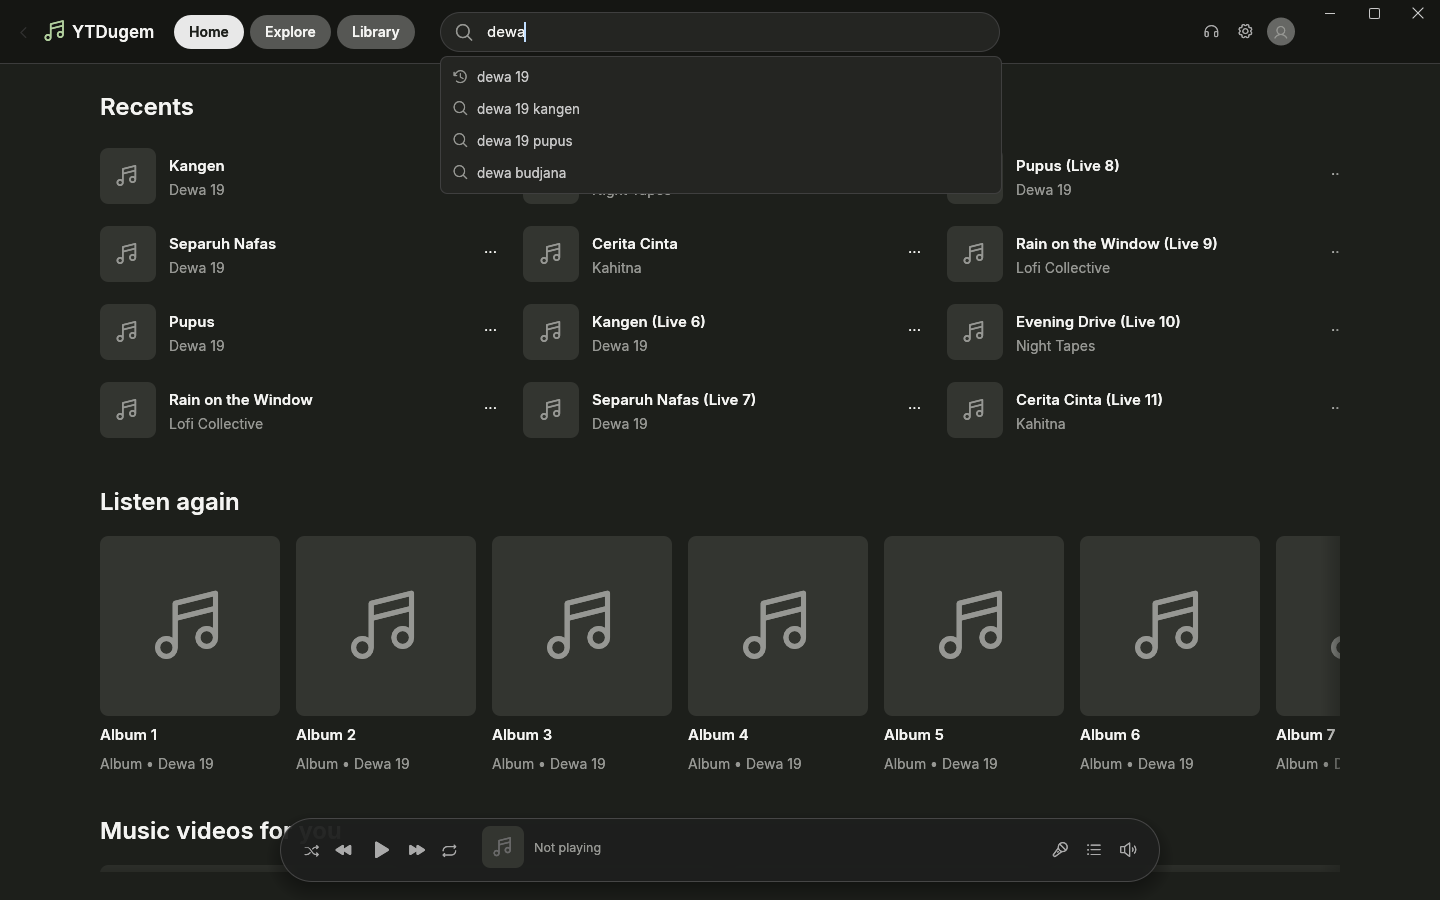 YTDugem
Home
Explore
Library
dewa
dewa 19
dewa 19 kangen
dewa 19 pupus
dewa budjana
Recents
Kangen
Dewa 19
Night Tapes
Pupus (Live 8)
Dewa 19
Separuh Nafas
Dewa 19
Cerita Cinta
Kahitna
Rain on the Window (Live 9)
Lofi Collective
Pupus
Dewa 19
Kangen (Live 6)
Dewa 19
Evening Drive (Live 10)
Night Tapes
Rain on the Window
Lofi Collective
Separuh Nafas (Live 7)
Dewa 19
Cerita Cinta (Live 11)
Kahitna
Listen again
Album 1
Album • Dewa 19
Album 2
Album • Dewa 19
Album 3
Album • Dewa 19
Album 4
Album • Dewa 19
Album 5
Album • Dewa 19
Album 6
Album • Dewa 19
Album 7
Album •
Music videos for you
Not playing